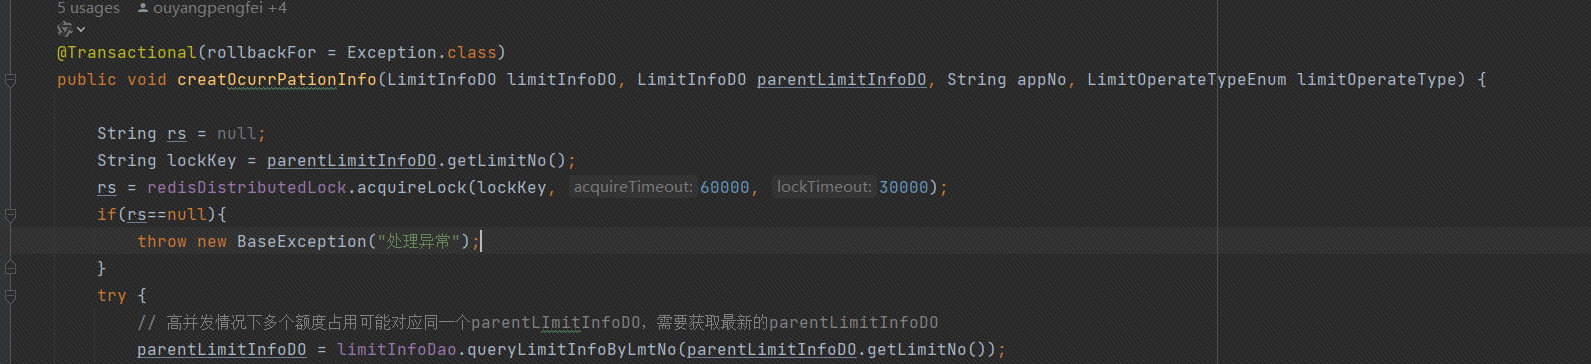 5 usages ouyangpengfei +4
@Transactional(rollbackFor = Exception.class)
public void creatOcurrPationInfo(LimitInfoDO limitInfoDO, LimitInfoDO parentLimitInfoDO, String appNo, LimitOperateTypeEnum limitOperateType) {
String rs = null;
String lockKey = parentLimitInfoDO.getLimitNo();
rs = redisDistributedLock.acquireLock(lockKey, acquireTimeout: 60000, lockTimeout: 30000);
if(rs==null){
throw new BaseException("处理异常");
}
try {
// 高并发情况下多个额度占用可能对应同一个parentLImitInfoDO，需要获取最新的parentLimitInfoDO
parentLimitInfoDO = limitInfoDao.queryLimitInfoByLmtNo(parentLimitInfoDO.getLimitNo());